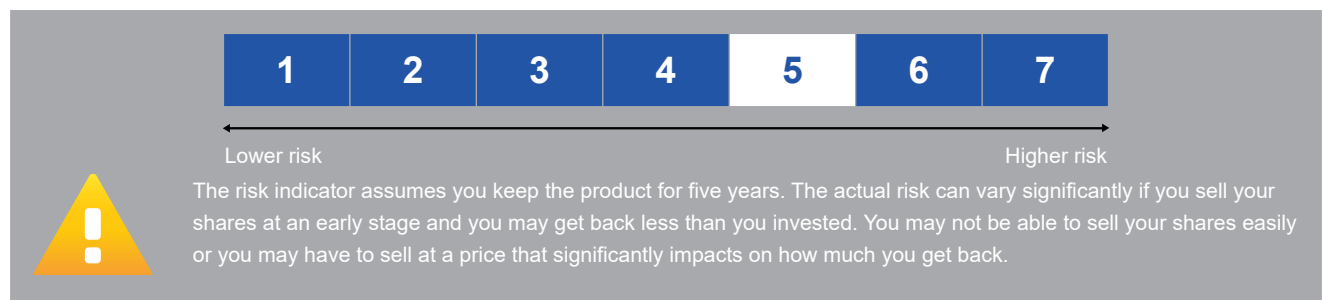 1 2 3 4 5 6 7
Lower risk Higher risk
The risk indicator assumes you keep the product for five years. The actual risk can vary significantly if you sell your
shares at an early stage and you may get back less than you invested. You may not be able to sell your shares easily
or you may have to sell at a price that significantly impacts on how much you get back.